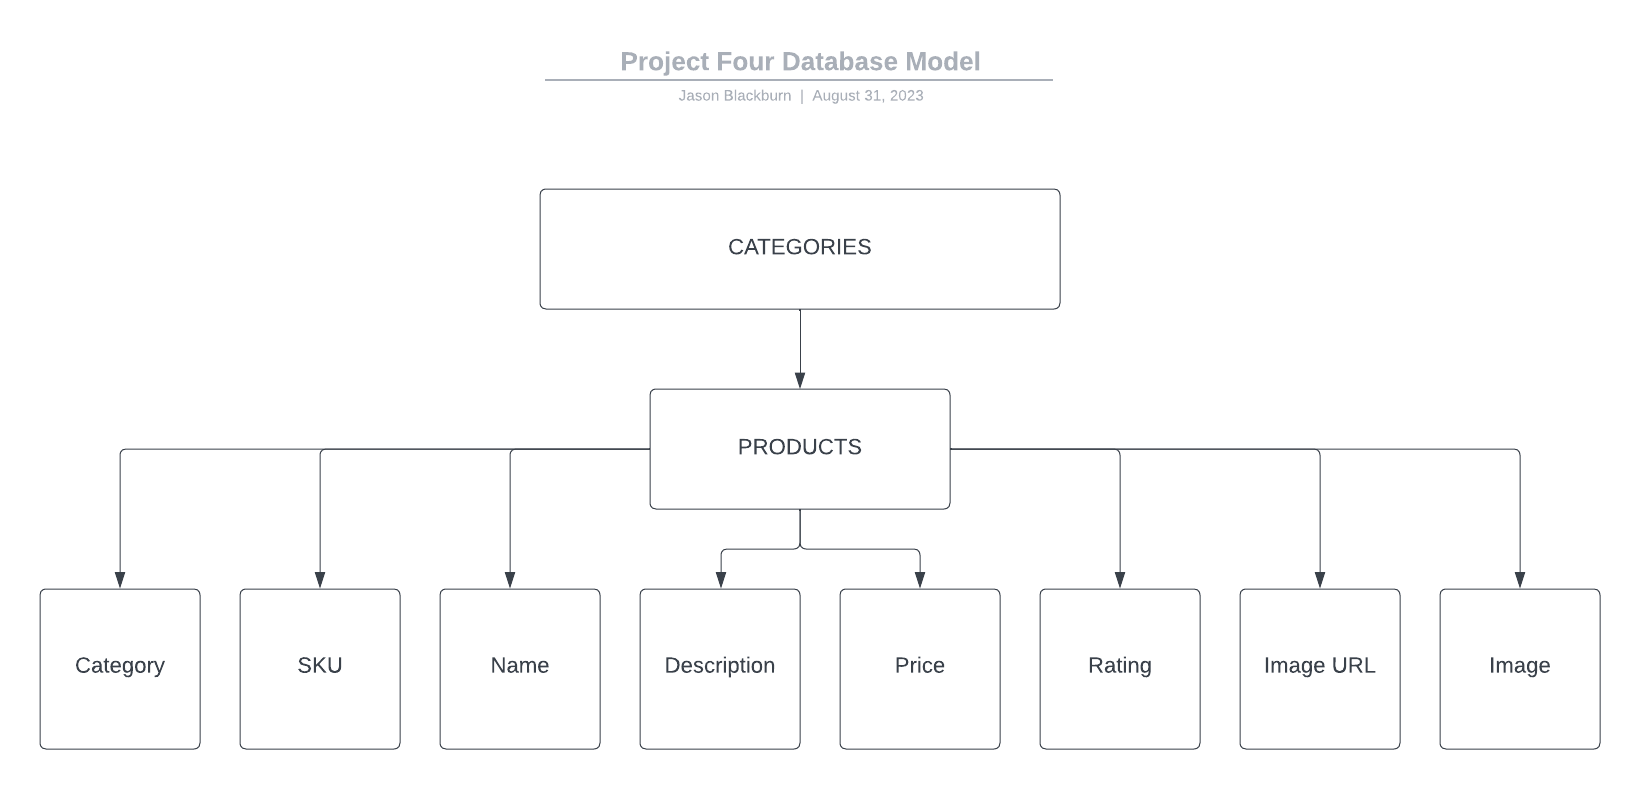 Project Four Database Model
Jason Blackburn | August 31, 2023
CATEGORIES
PRODUCTS
Category
SKU
Name
Description
Price
Rating
Image URL
Image